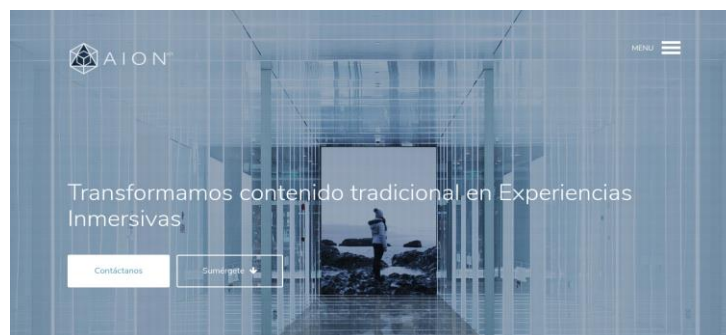 AION
MENU
Transformamos contenido tradicional en Experiencias
Inmersivas
Contáctanos
Sumérgete